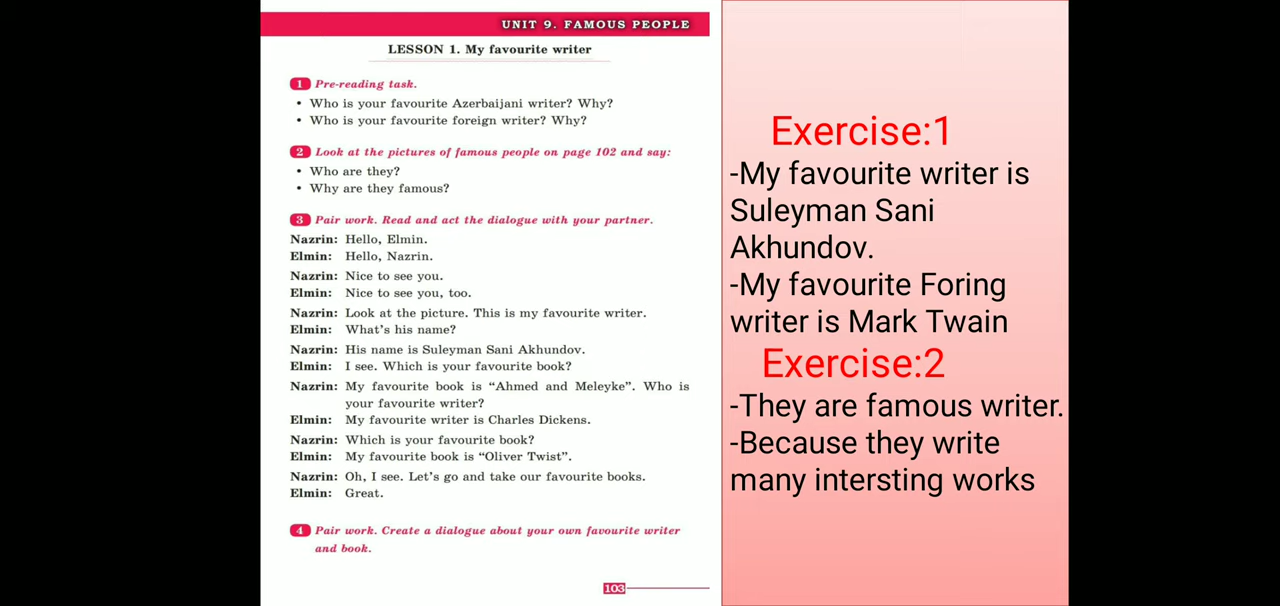 UNIT 9. FAMOUS PEOPLE
LESSON 1. My favourite writer
1 Pre-reading task.
• Who is your favourite Azerbaijani writer? Why?
• Who is your favourite foreign writer? Why?
2 Look at the pictures of famous people on page 102 and say:
• Who are they?
• Why are they famous?
3 Pair work. Read and act the dialogue with your partner.
Nazrin: Hello, Elmin.
Elmin: Hello, Nazrin.
Nazrin: Nice to see you.
Elmin: Nice to see you, too.
Nazrin: Look at the picture. This is my favourite writer.
Elmin: What's his name?
Nazrin: His name is Suleyman Sani Akhundov.
Elmin: I see. Which is your favourite book?
Nazrin: My favourite book is “Ahmed and Meleyke”. Who is
your favourite writer?
Elmin: My favourite writer is Charles Dickens.
Nazrin: Which is your favourite book?
Elmin: My favourite book is “Oliver Twist”.
Nazrin: Oh, I see. Let's go and take our favourite books.
Elmin: Great.
4 Pair work. Create a dialogue about your own favourite writer
and book.
103
Exercise:1
-My favourite writer is
Suleyman Sani
Akhundov.
-My favourite Foring
writer is Mark Twain
Exercise:2
-They are famous writer.
-Because they write
many intersting works